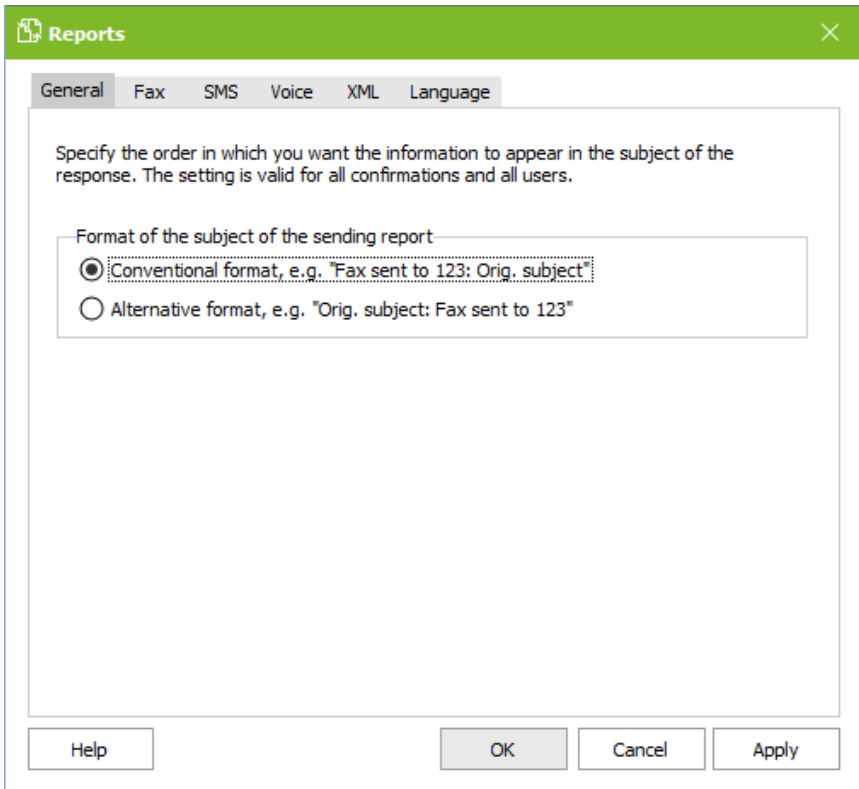 Reports
General Fax SMS Voice XML Language
Specify the order in which you want the information to appear in the subject of the
response. The setting is valid for all confirmations and all users.
Format of the subject of the sending report
Conventional format, e.g. "Fax sent to 123: Orig. subject"
Alternative format, e.g. "Orig. subject: Fax sent to 123"
Help OK Cancel Apply